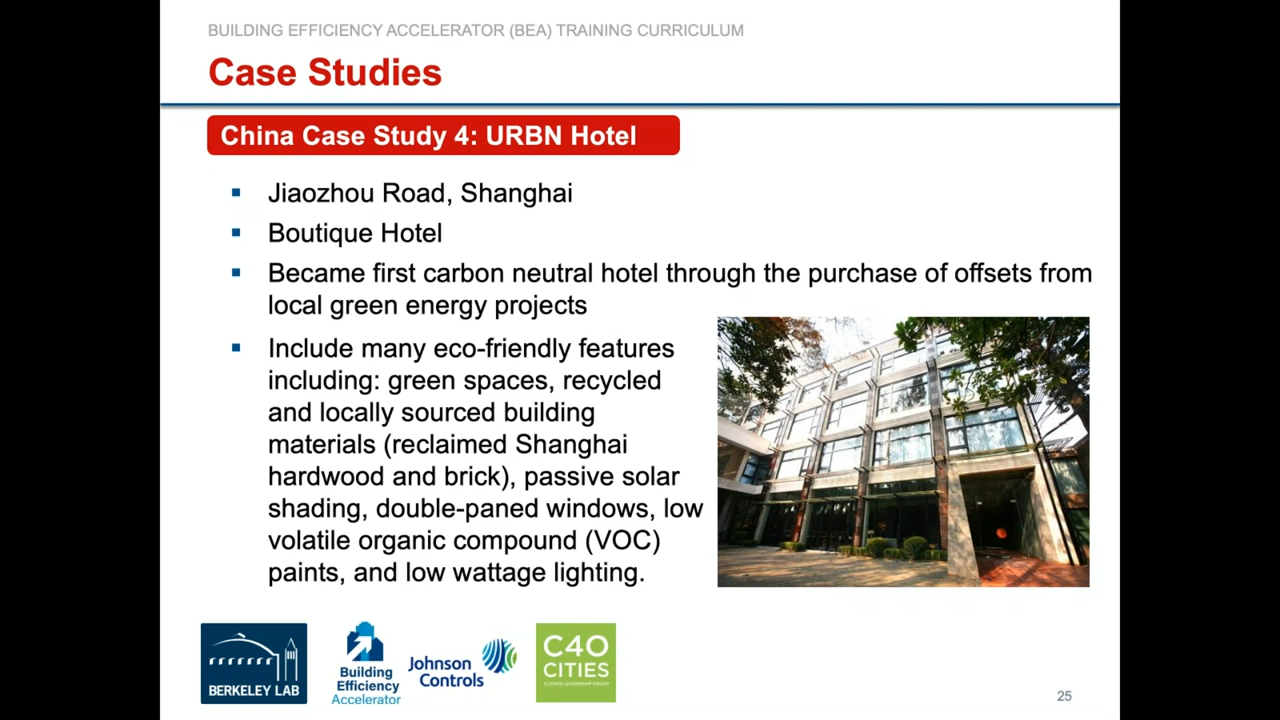 BUILDING EFFICIENCY ACCELERATOR (BEA) TRAINING CURRICULUM
Case Studies
China Case Study 4: URBN Hotel
Jiaozhou Road, Shanghai
Boutique Hotel
Became first carbon neutral hotel through the purchase of offsets from
local green energy projects
Include many eco-friendly features
including: green spaces, recycled
and locally sourced building
materials (reclaimed Shanghai
hardwood and brick), passive solar
shading, double-paned windows, low
volatile organic compound (VOC)
paints, and low wattage lighting.
BERKELEY LAB
Building
Efficiency
Accelerator
Johnson
Controls
C40
CITIES
CLIMATE LEADERSHIP GROUP
25